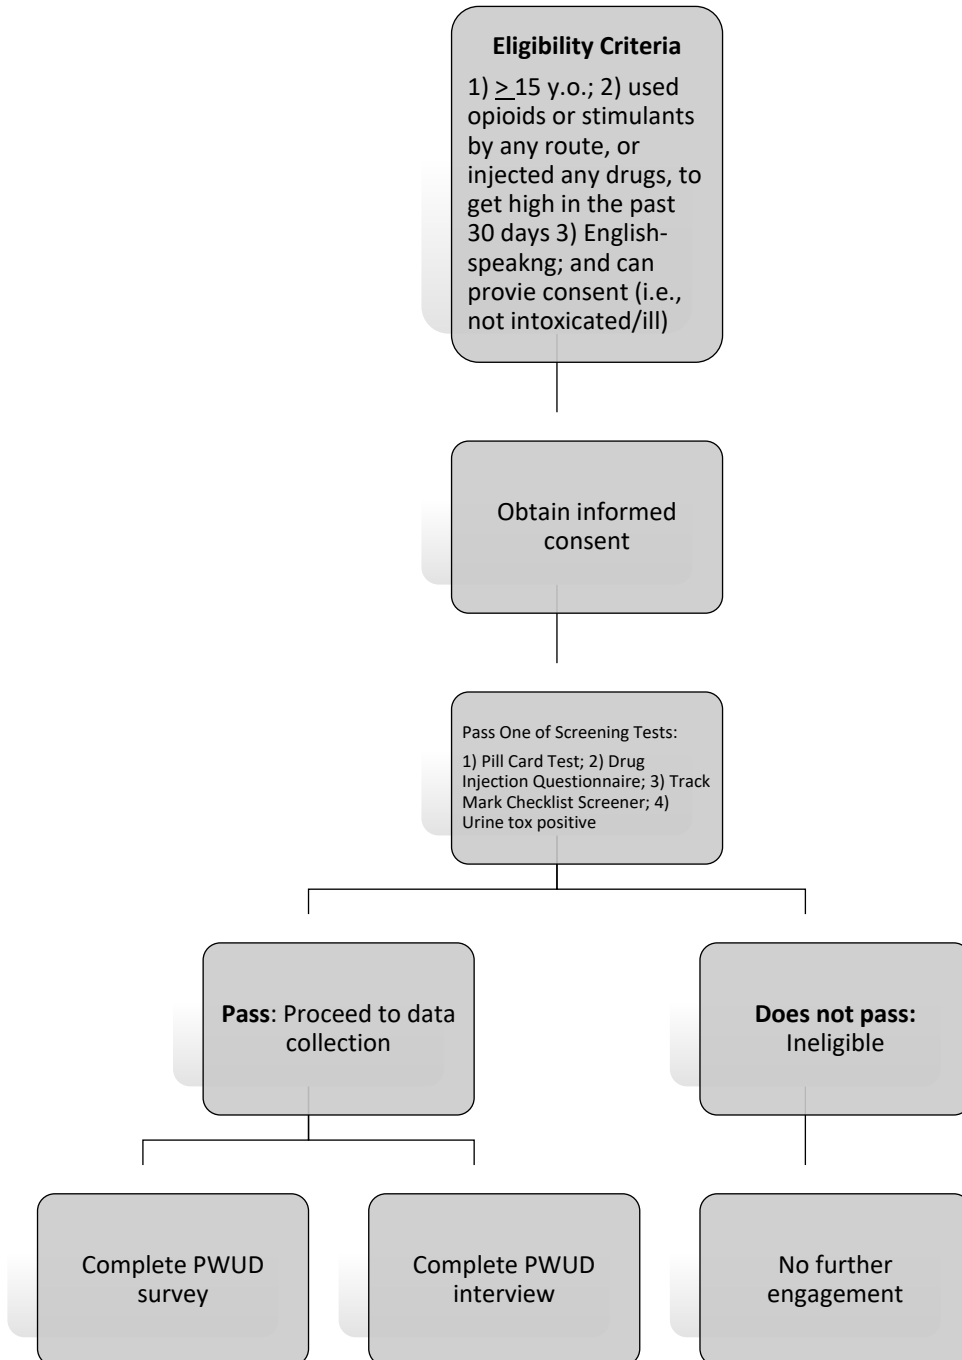 Eligibility Criteria
1) > 15 y.o.; 2) used
opioids or stimulants
by any route, or
injected any drugs, to
get high in the past
30 days 3) English-
speakng; and can
provie consent (i.e.,
not intoxicated/ill)
Obtain informed
consent
Pass One of Screening Tests:
1) Pill Card Test; 2) Drug
Injection Questionnaire; 3) Track
Mark Checklist Screener; 4)
Urine tox positive
Pass: Proceed to data
collection
Does not pass:
Ineligible
Complete PWUD
survey
Complete PWUD
interview
No further
engagement